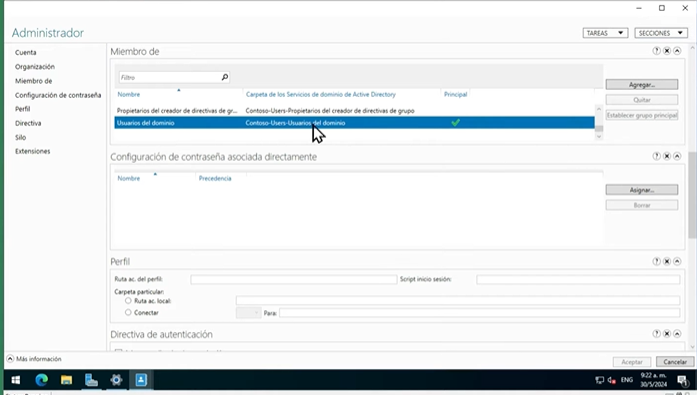 Administrador
TAREAS
SECCIONES
Cuenta
Organización
Miembro de
Configuración de contraseña
Perfil
Directiva
Silo
Extensiones
Miembro de
Filtro
Nombre Carpeta de los Servicios de dominio de Active Directory Principal
Propietarios del creador de directivas de gr... Contoso-Users-Propietarios del creador de directivas de grupo
Usuarios del dominio Contoso-Users-Usuarios del dominio
Agregar...
Quitar
Establecer grupo principal
Configuración de contraseña asociada directamente
Nombre Precedencia
Asignar...
Borrar
Perfil
Ruta ac. del perfil: Script inicio sesión:
Carpeta particular:
Ruta ac. local:
Conectar Para:
Directiva de autenticación
Más información
Aceptar Cancelar
ENG
9:22 a. m.
30/5/2024